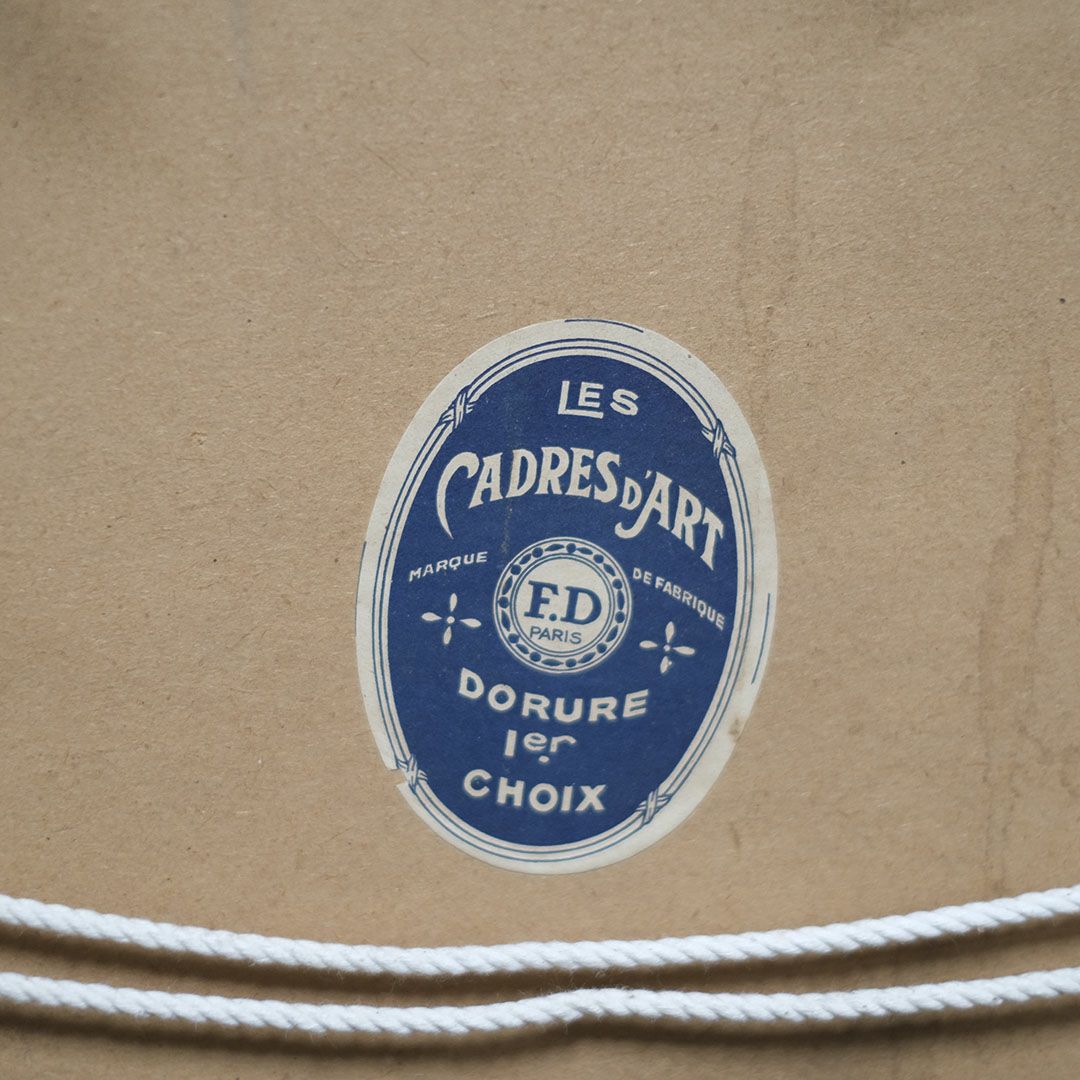 LES
CADRES D'ART
MARQUE DE FABRIQUE
F.D
PARIS
DORURE
1er
CHOIX